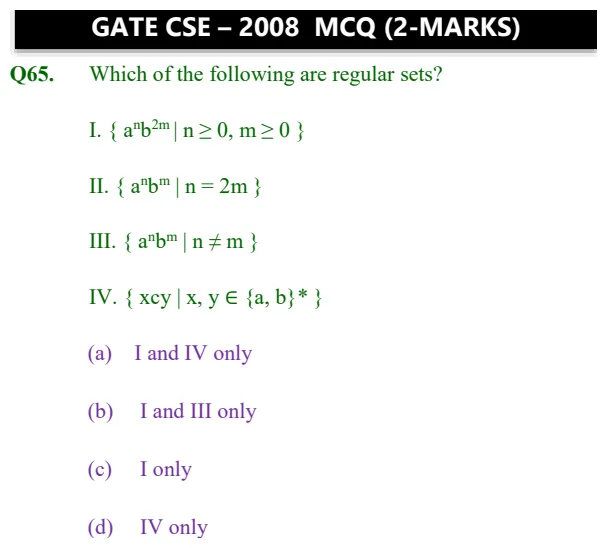 GATE CSE – 2008 MCQ (2-MARKS)
Q65. Which of the following are regular sets?
I. { aⁿb²ᵐ | n ≥ 0, m ≥ 0 }
II. { aⁿbᵐ | n = 2m }
III. { aⁿbᵐ | n ≠ m }
IV. { xcy | x, y ∈ {a, b}* }
(a) I and IV only
(b) I and III only
(c) I only
(d) IV only